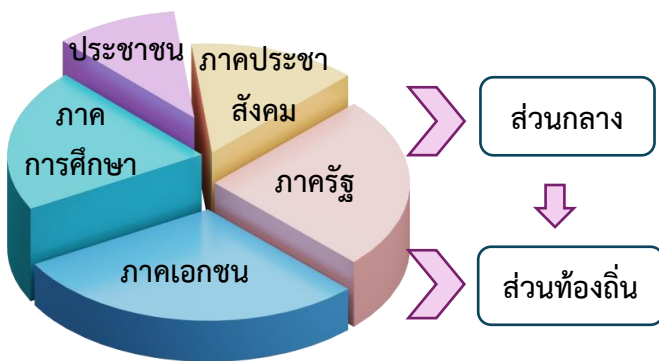 ประชาชน
ภาคประชา
สังคม
ภาค
การศึกษา
ภาครัฐ
ภาคเอกชน
ส่วนกลาง
ส่วนท้องถิ่น